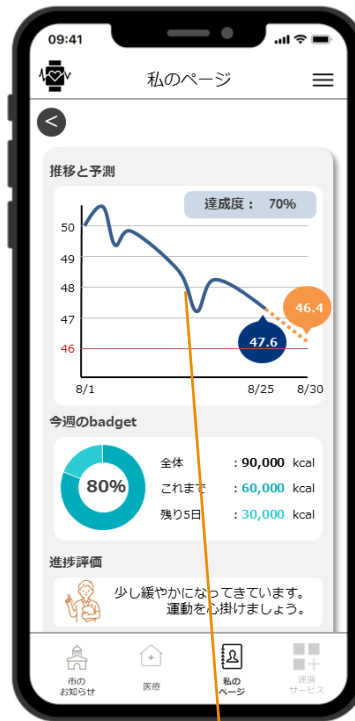 09:41
私のページ
<
推移と予測
達成度： 70%
50
49
48
47
46
46.4
47.6
8/1
8/25
8/30
今週のbadget
80%
全体 : 90,000 kcal
これまで : 60,000 kcal
残り5日 : 30,000 kcal
進捗評価
少し緩やかになってきています。
運動を心掛けましょう。
市の
お知らせ
医療
私の
ページ
連携
サービス